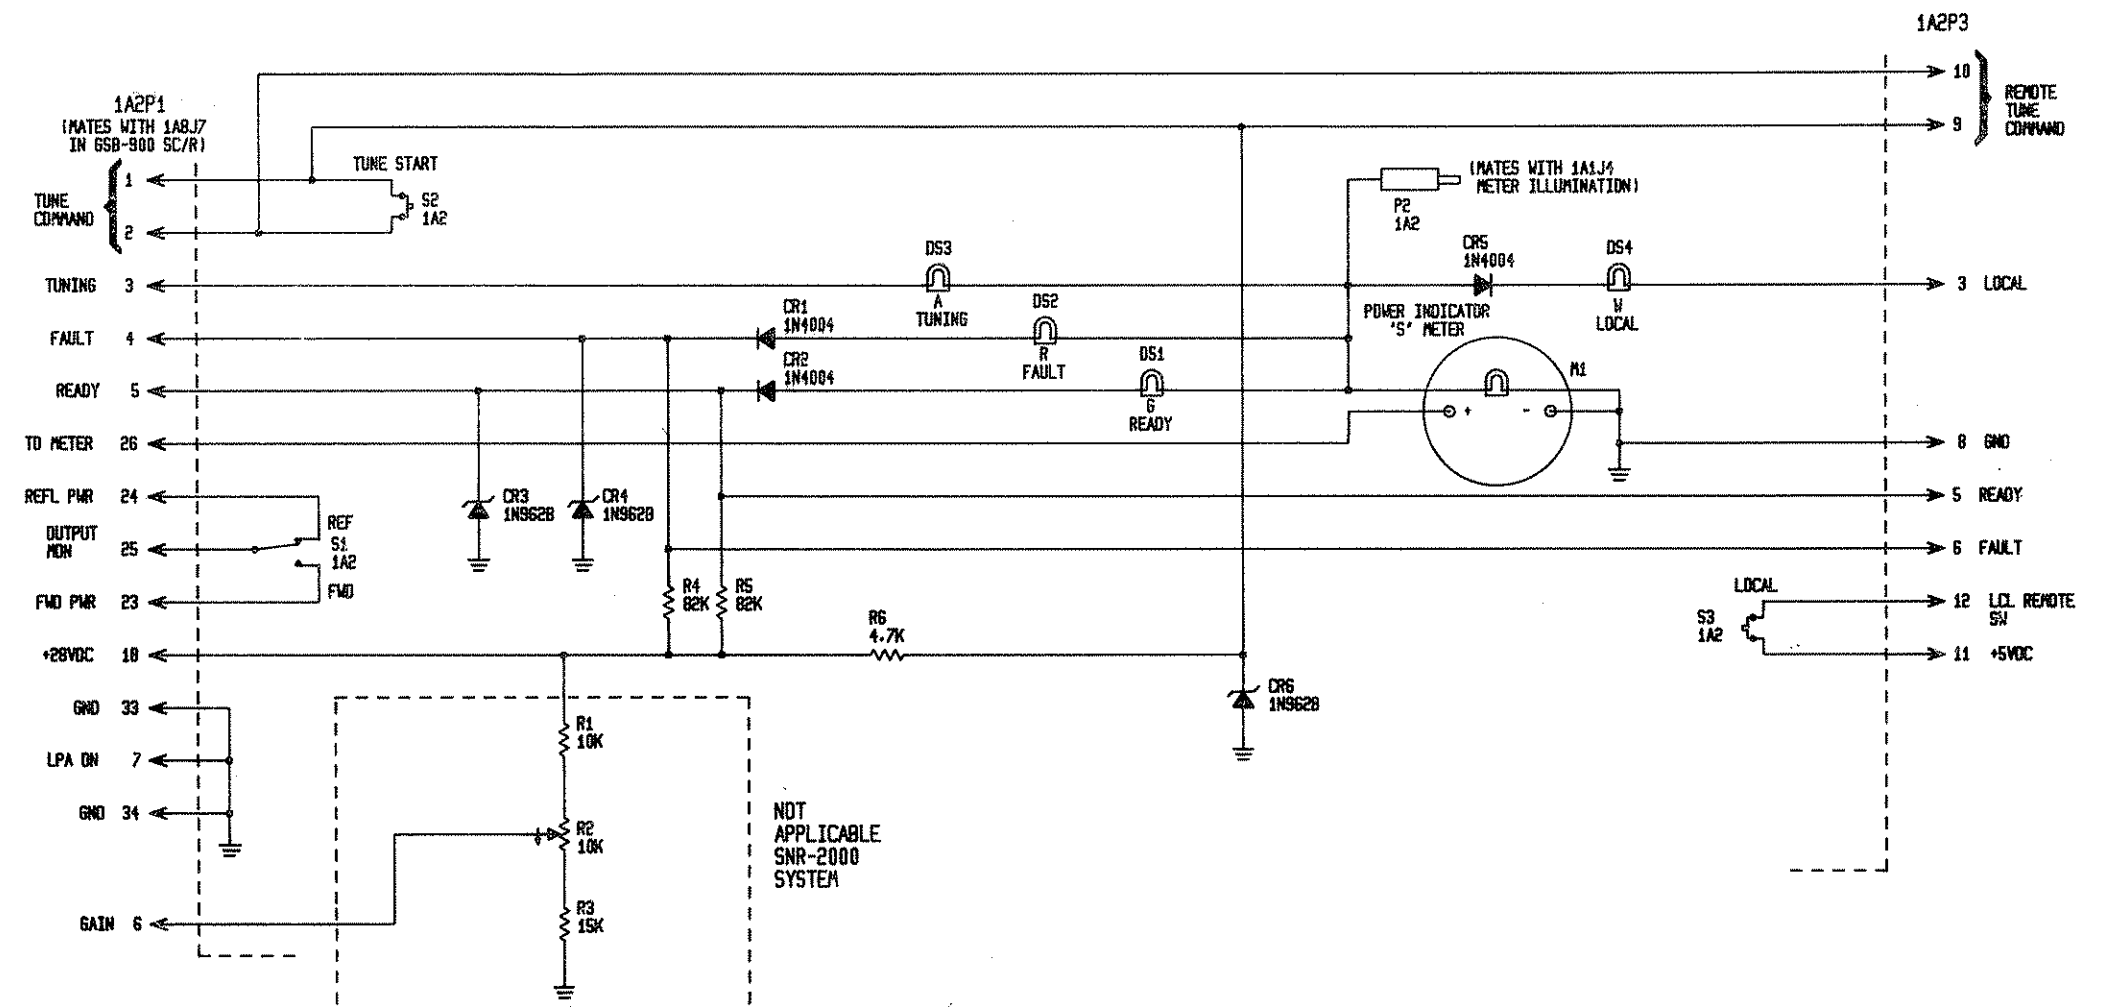 1A2P3
10
REMOTE
TUNE
COMMAND
9
1A2P1
(MATES WITH 1A8J7
IN GSB-900 SC/R)
TUNE START
1
TUNE
COMMAND
2
S2
1A2
(MATES WITH 1A1J4
METER ILLUMINATION)
P2
1A2
TUNING 3
DS3
A
TUNING
CR5
1N4004
DS4
W
LOCAL
3 LOCAL
FAULT 4
CR1
1N4004
DS2
R
FAULT
POWER INDICATOR
"S" METER
READY 5
CR2
1N4004
DS1
G
READY
M1
+ -
TO METER 26
8 GND
REFL PWR 24
CR3
1N962B
CR4
1N962B
5 READY
OUTPUT
MON 25
REF
S1
1A2
FWD
6 FAULT
FWD PWR 23
R4
82K
R5
82K
LOCAL
S3
1A2
12 LCL REMOTE
SW
+28VDC 18
R6
4.7K
11 +5VDC
CR6
1N962B
GND 33
R1
10K
LPA ON 7
GND 34
R2
10K
NOT
APPLICABLE
SNR-2000
SYSTEM
GAIN 6
R3
15K